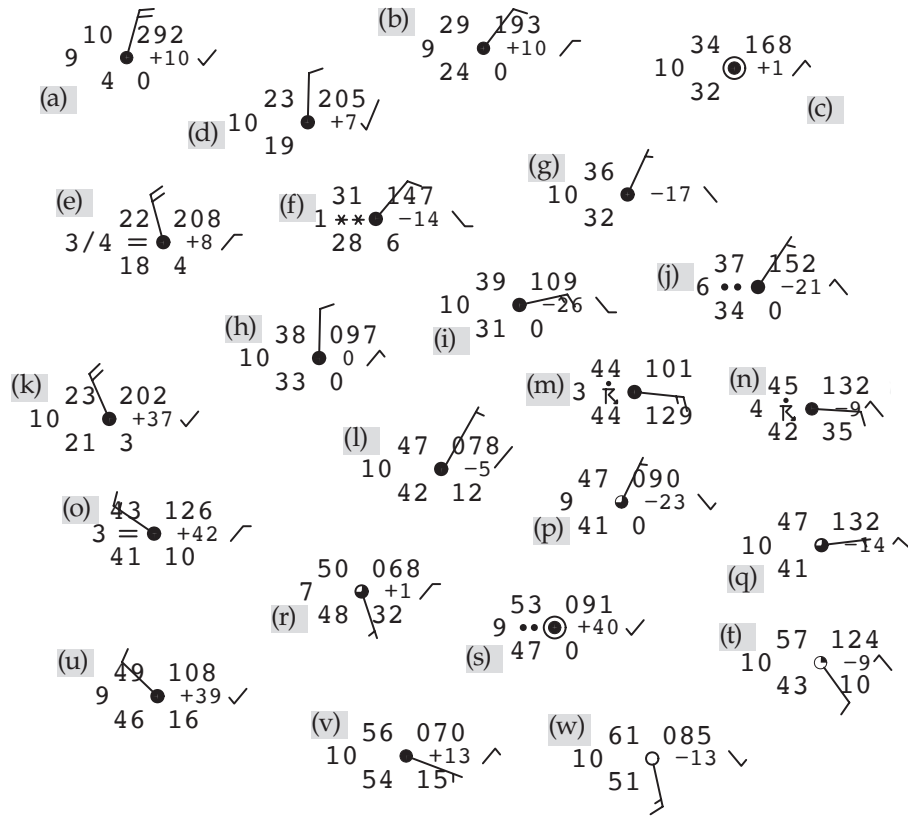 (a) 10 292
9 +10
4 0
(b) 29 193
9 +10
24 0
(c) 34 168
10 +1
32
(d) 23 205
10 +7
19
(e) 22 208
3/4 = +8
18 4
(f) 31 147
1 ** -14
28 6
(g) 36
10 -17
32
(h) 38 097
10 0
33 0
(i) 39 109
10 -26
31 0
(j) 37 152
6 •• -21
34 0
(k) 23 202
10 +37
21 3
(l) 47 078
10 -5
42 12
(m) 44 101
3
44 129
(n) 45 132
4 -9
42 35
(o) 43 126
3 = +42
41 10
(p) 47 090
9 -23
41 0
(q) 47 132
10 -14
41
(r) 50 068
7 +1
48 32
(s) 53 091
9 •• +40
47 0
(t) 57 124
10 -9
43 10
(u) 49 108
9 +39
46 16
(v) 56 070
10 +13
54 15
(w) 61 085
10 -13
51